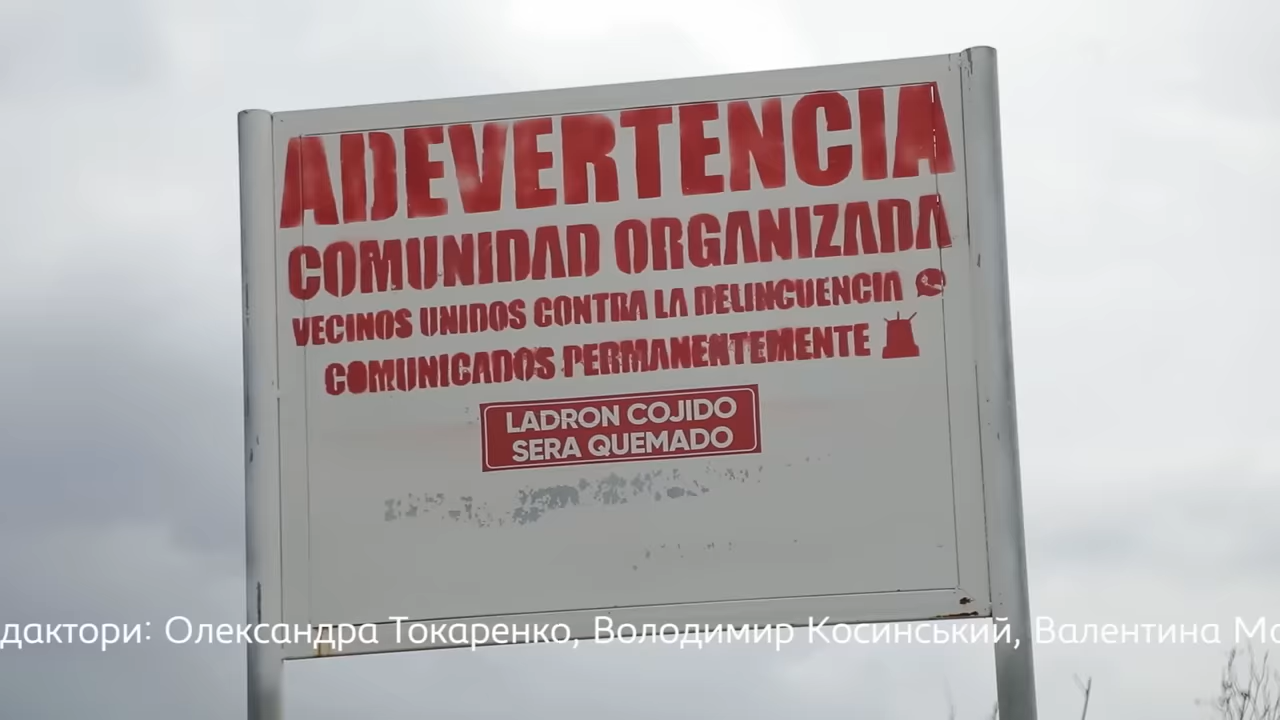 ADEVERTENCIA
COMUNIDAD ORGANIZADA
VECINOS UNIDOS CONTRA LA DELINCUENCIA
COMUNICADOS PERMANENTEMENTE
LADRON COJIDO
SERA QUEMADO
дактори: Олександра Токаренко, Володимир Косинський, Валентина